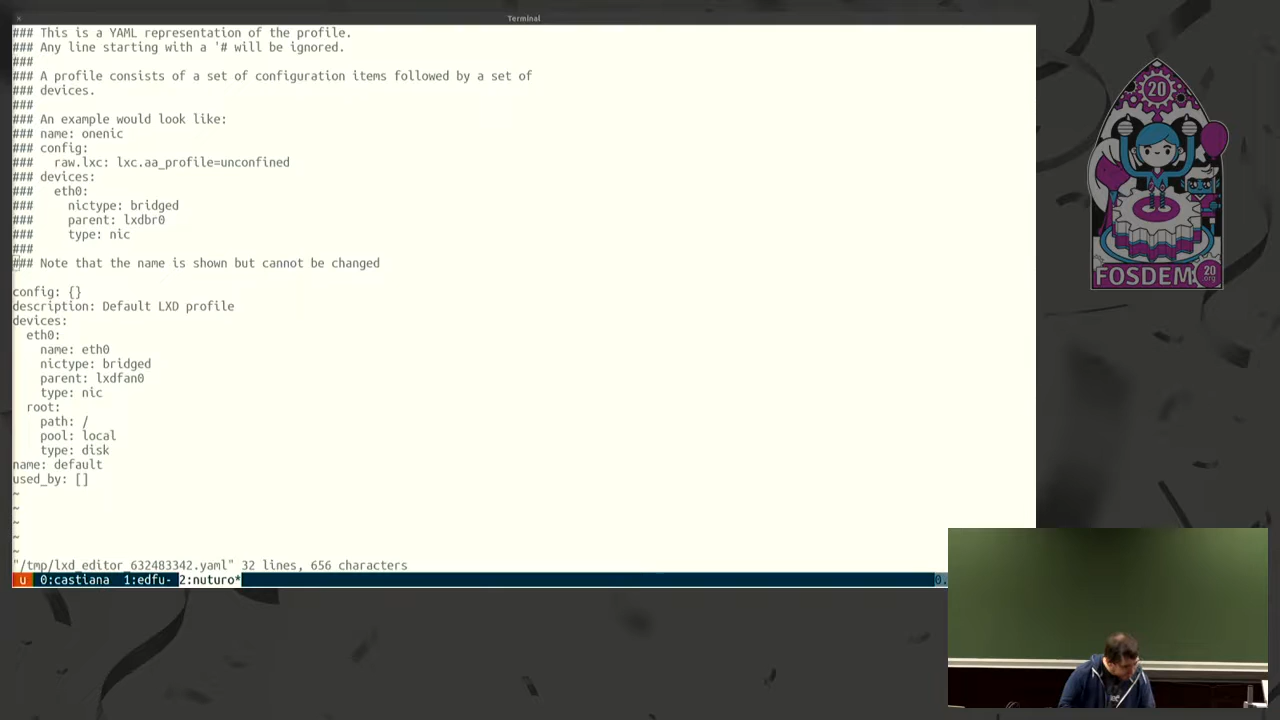 Terminal
### This is a YAML representation of the profile.
### Any line starting with a '# will be ignored.
###
### A profile consists of a set of configuration items followed by a set of
### devices.
###
### An example would look like:
### name: onenic
### config:
###   raw.lxc: lxc.aa_profile=unconfined
### devices:
###   eth0:
###     nictype: bridged
###     parent: lxdbr0
###     type: nic
###
### Note that the name is shown but cannot be changed
config: {}
description: Default LXD profile
devices:
  eth0:
    name: eth0
    nictype: bridged
    parent: lxdfan0
    type: nic
  root:
    path: /
    pool: local
    type: disk
name: default
used_by: []
~
~
~
~
~
"/tmp/lxd_editor_632483342.yaml" 32 lines, 656 characters
u 0:castiana 1:edfu- 2:nuturo* 0.
20
FOSDEM 20 .org